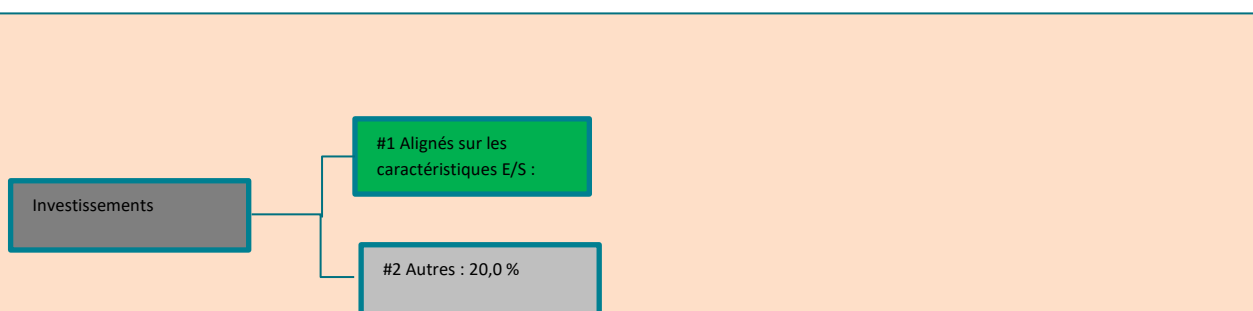 #1 Alignés sur les
caractéristiques E/S :
Investissements
#2 Autres : 20,0 %